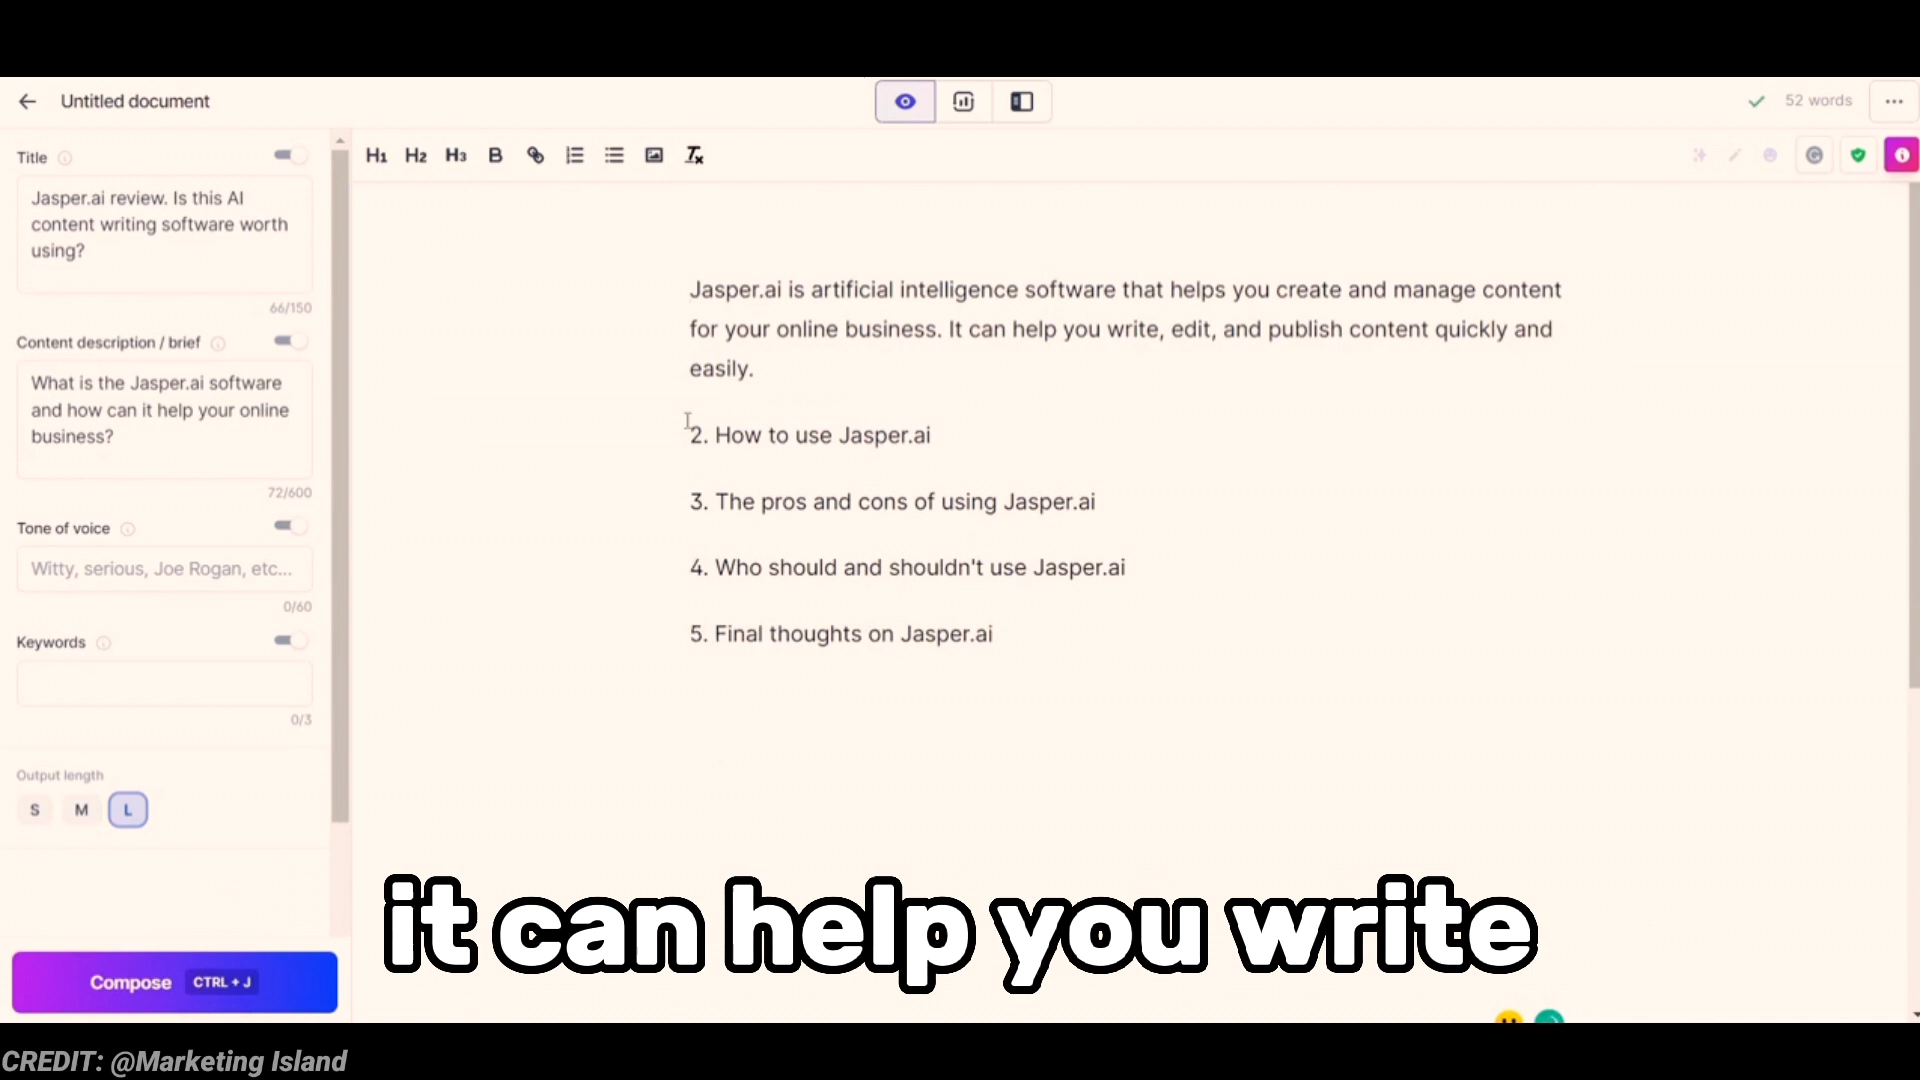 Untitled document
52 words
Title
Jasper.ai review. Is this AI
content writing software worth
using?
66/150
Content description / brief
What is the Jasper.ai software
and how can it help your online
business?
72/600
Tone of voice
Witty, serious, Joe Rogan, etc...
0/60
Keywords
0/3
Output length
S M L
Compose CTRL + J
H1 H2 H3 B
Jasper.ai is artificial intelligence software that helps you create and manage content
for your online business. It can help you write, edit, and publish content quickly and
easily.
2. How to use Jasper.ai
3. The pros and cons of using Jasper.ai
4. Who should and shouldn't use Jasper.ai
5. Final thoughts on Jasper.ai
it can help you write
CREDIT: @Marketing Island